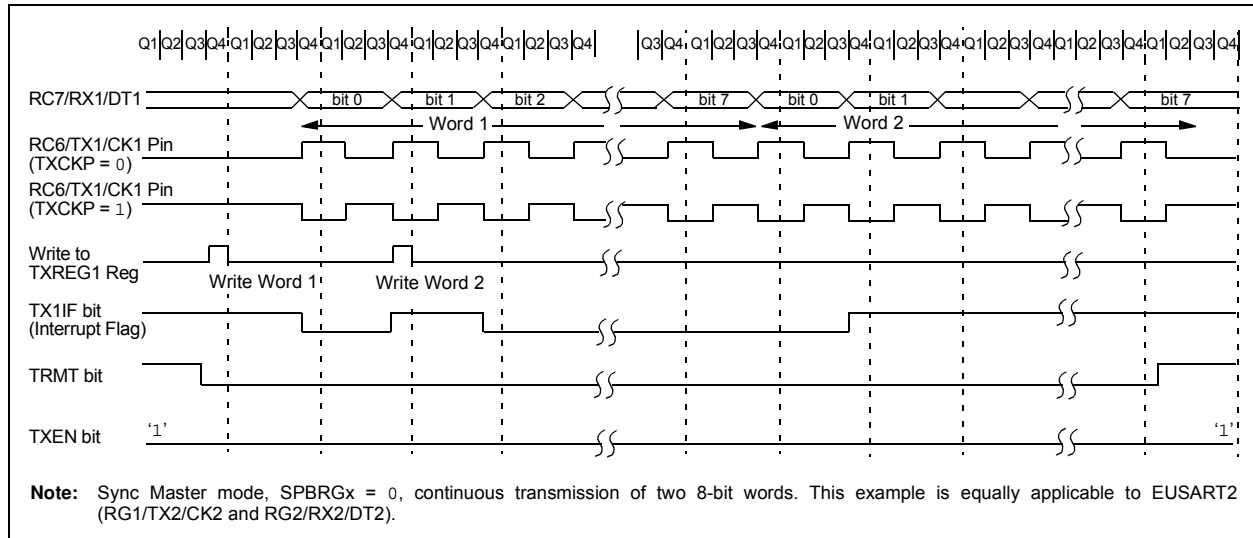 Q1 Q2 Q3 Q4 Q1 Q2 Q3 Q4 Q1 Q2 Q3 Q4 Q1 Q2 Q3 Q4 Q1 Q2 Q3 Q4 Q3 Q4 Q1 Q2 Q3 Q4 Q1 Q2 Q3 Q4 Q1 Q2 Q3 Q4 Q1 Q2 Q3 Q4 Q1 Q2 Q3 Q4 Q1 Q2 Q3 Q4
RC7/RX1/DT1 bit 0 bit 1 bit 2 bit 7 bit 0 bit 1 bit 7
Word 1 Word 2
RC6/TX1/CK1 Pin
(TXCKP = 0)
RC6/TX1/CK1 Pin
(TXCKP = 1)
Write to
TXREG1 Reg
Write Word 1 Write Word 2
TX1IF bit
(Interrupt Flag)
TRMT bit
TXEN bit ‘1’ ‘1’
Note: Sync Master mode, SPBRGx = 0, continuous transmission of two 8-bit words. This example is equally applicable to EUSART2
(RG1/TX2/CK2 and RG2/RX2/DT2).